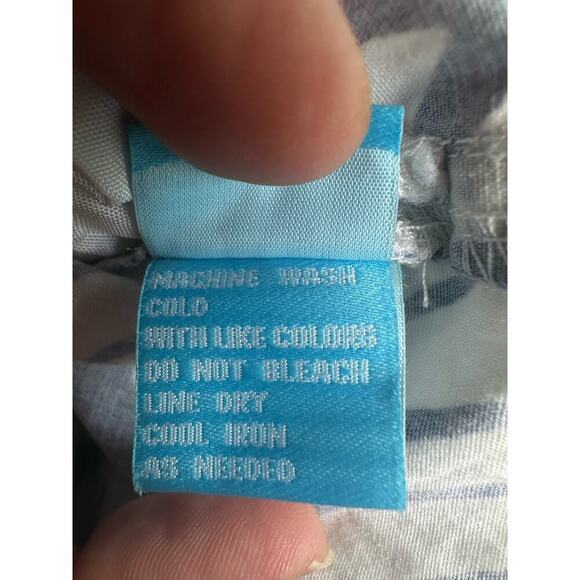 MACHINE WASH
COLD
WITH LIKE COLORS
DO NOT BLEACH
LINE DRY
COOL IRON
AS NEEDED